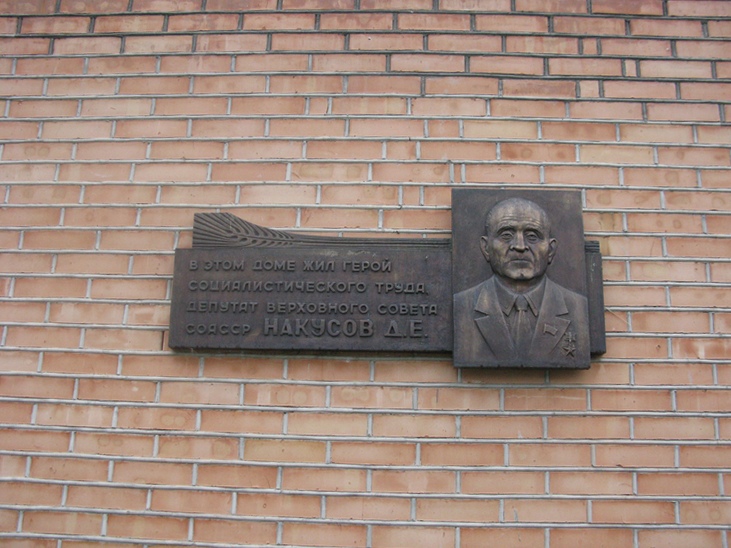 В ЭТОМ ДОМЕ ЖИЛ ГЕРОЙ
СОЦИАЛИСТИЧЕСКОГО ТРУДА,
ДЕПУТАТ ВЕРХОВНОГО СОВЕТА
СОАССР НАКУСОВ Д.Е.